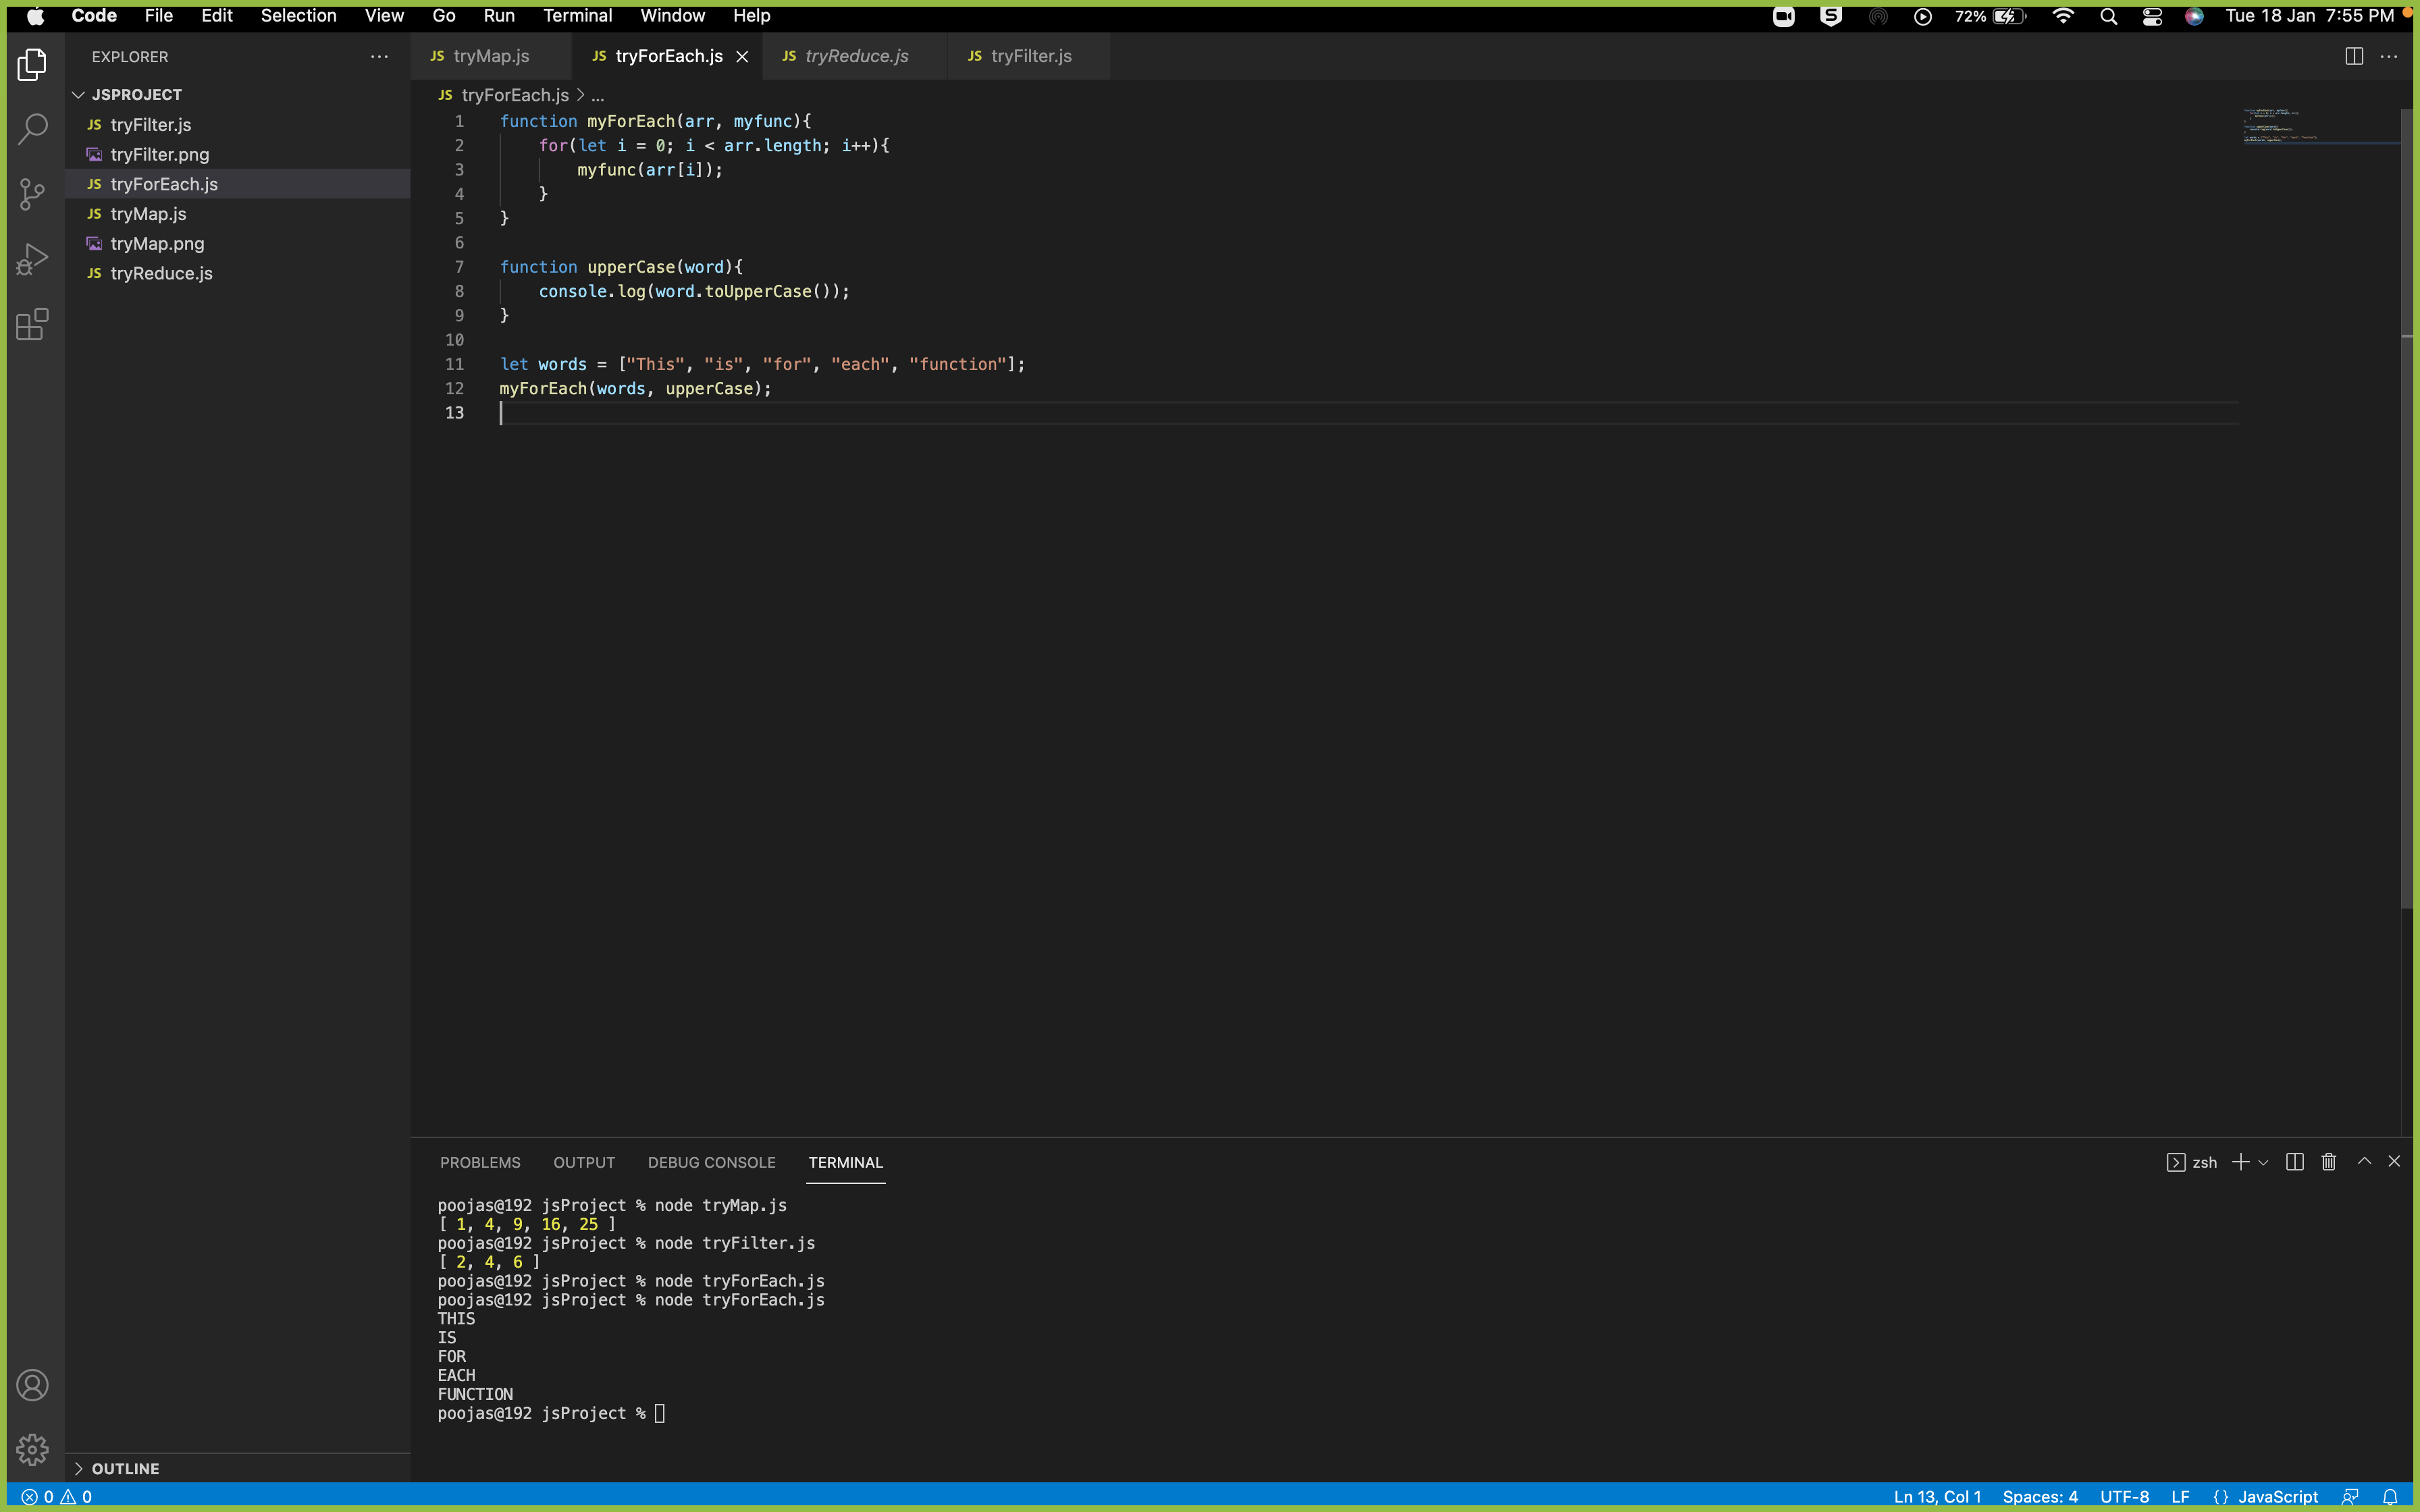 Code File Edit Selection View Go Run Terminal Window Help 72% Tue 18 Jan 7:55 PM
EXPLORER
JSPROJECT
JS tryFilter.js
tryFilter.png
JS tryForEach.js
JS tryMap.js
tryMap.png
JS tryReduce.js
OUTLINE
JS tryMap.js JS tryForEach.js JS tryReduce.js JS tryFilter.js
JS tryForEach.js > ...
1 function myForEach(arr, myfunc){
2 for(let i = 0; i < arr.length; i++){
3 myfunc(arr[i]);
4 }
5 }
6
7 function upperCase(word){
8 console.log(word.toUpperCase());
9 }
10
11 let words = ["This", "is", "for", "each", "function"];
12 myForEach(words, upperCase);
13
PROBLEMS OUTPUT DEBUG CONSOLE TERMINAL zsh
poojas@192 jsProject % node tryMap.js
[ 1, 4, 9, 16, 25 ]
poojas@192 jsProject % node tryFilter.js
[ 2, 4, 6 ]
poojas@192 jsProject % node tryForEach.js
poojas@192 jsProject % node tryForEach.js
THIS
IS
FOR
EACH
FUNCTION
poojas@192 jsProject %
0 0 Ln 13, Col 1 Spaces: 4 UTF-8 LF {} JavaScript